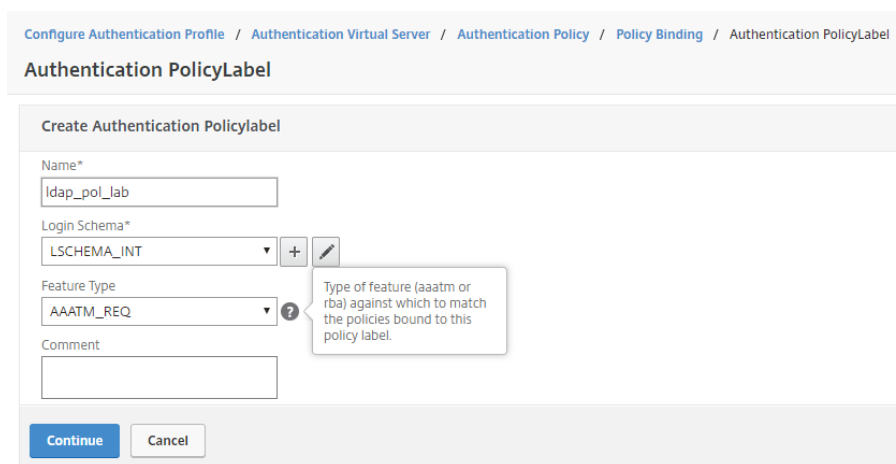 Configure Authentication Profile / Authentication Virtual Server / Authentication Policy / Policy Binding / Authentication PolicyLabel
Authentication PolicyLabel
Create Authentication Policylabel
Name*
ldap_pol_lab
Login Schema*
LSCHEMA_INT
+
Feature Type
AAATM_REQ
?
Type of feature (aaatm or
rba) against which to match
the policies bound to this
policy label.
Comment
Continue
Cancel